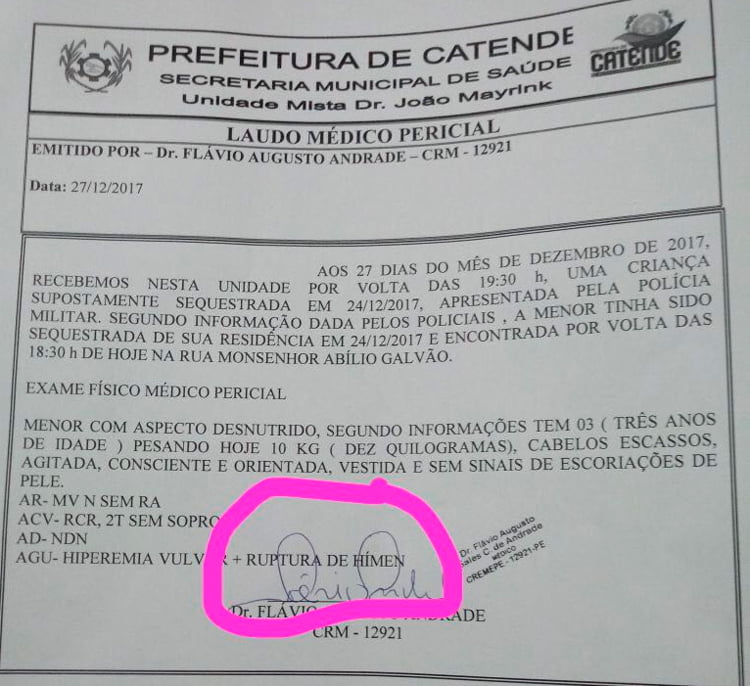 PREFEITURA DE CATENDE
SECRETARIA MUNICIPAL DE SAÚDE
Unidade Mista Dr. João Mayrink
CATENDE
LAUDO MÉDICO PERICIAL
EMITIDO POR – Dr. FLÁVIO AUGUSTO ANDRADE – CRM - 12921
Data: 27/12/2017
AOS 27 DIAS DO MÊS DE DEZEMBRO DE 2017,
RECEBEMOS NESTA UNIDADE POR VOLTA DAS 19:30 h, UMA CRIANÇA
SUPOSTAMENTE SEQUESTRADA EM 24/12/2017, APRESENTADA PELA POLÍCIA
MILITAR. SEGUNDO INFORMAÇÃO DADA PELOS POLICIAIS , A MENOR TINHA SIDO
SEQUESTRADA DE SUA RESIDÊNCIA EM 24/12/2017 E ENCONTRADA POR VOLTA DAS
18:30 h DE HOJE NA RUA MONSENHOR ABÍLIO GALVÃO.
EXAME FÍSICO MÉDICO PERICIAL
MENOR COM ASPECTO DESNUTRIDO, SEGUNDO INFORMAÇÕES TEM 03 ( TRÊS ANOS
DE IDADE ) PESANDO HOJE 10 KG ( DEZ QUILOGRAMAS), CABELOS ESCASSOS,
AGITADA, CONSCIENTE E ORIENTADA, VESTIDA E SEM SINAIS DE ESCORIAÇÕES DE
PELE.
AR- MV N SEM RA
ACV- RCR, 2T SEM SOPRO
AD- NDN
AGU- HIPEREMIA + RUPTURA DE HÍMEN
Dr. Flávio Augusto
Sales C. de Andrade
MÉDICO
CREMEPE -12921-PE
Dr. FLÁVIO ANDRADE
CRM - 12921